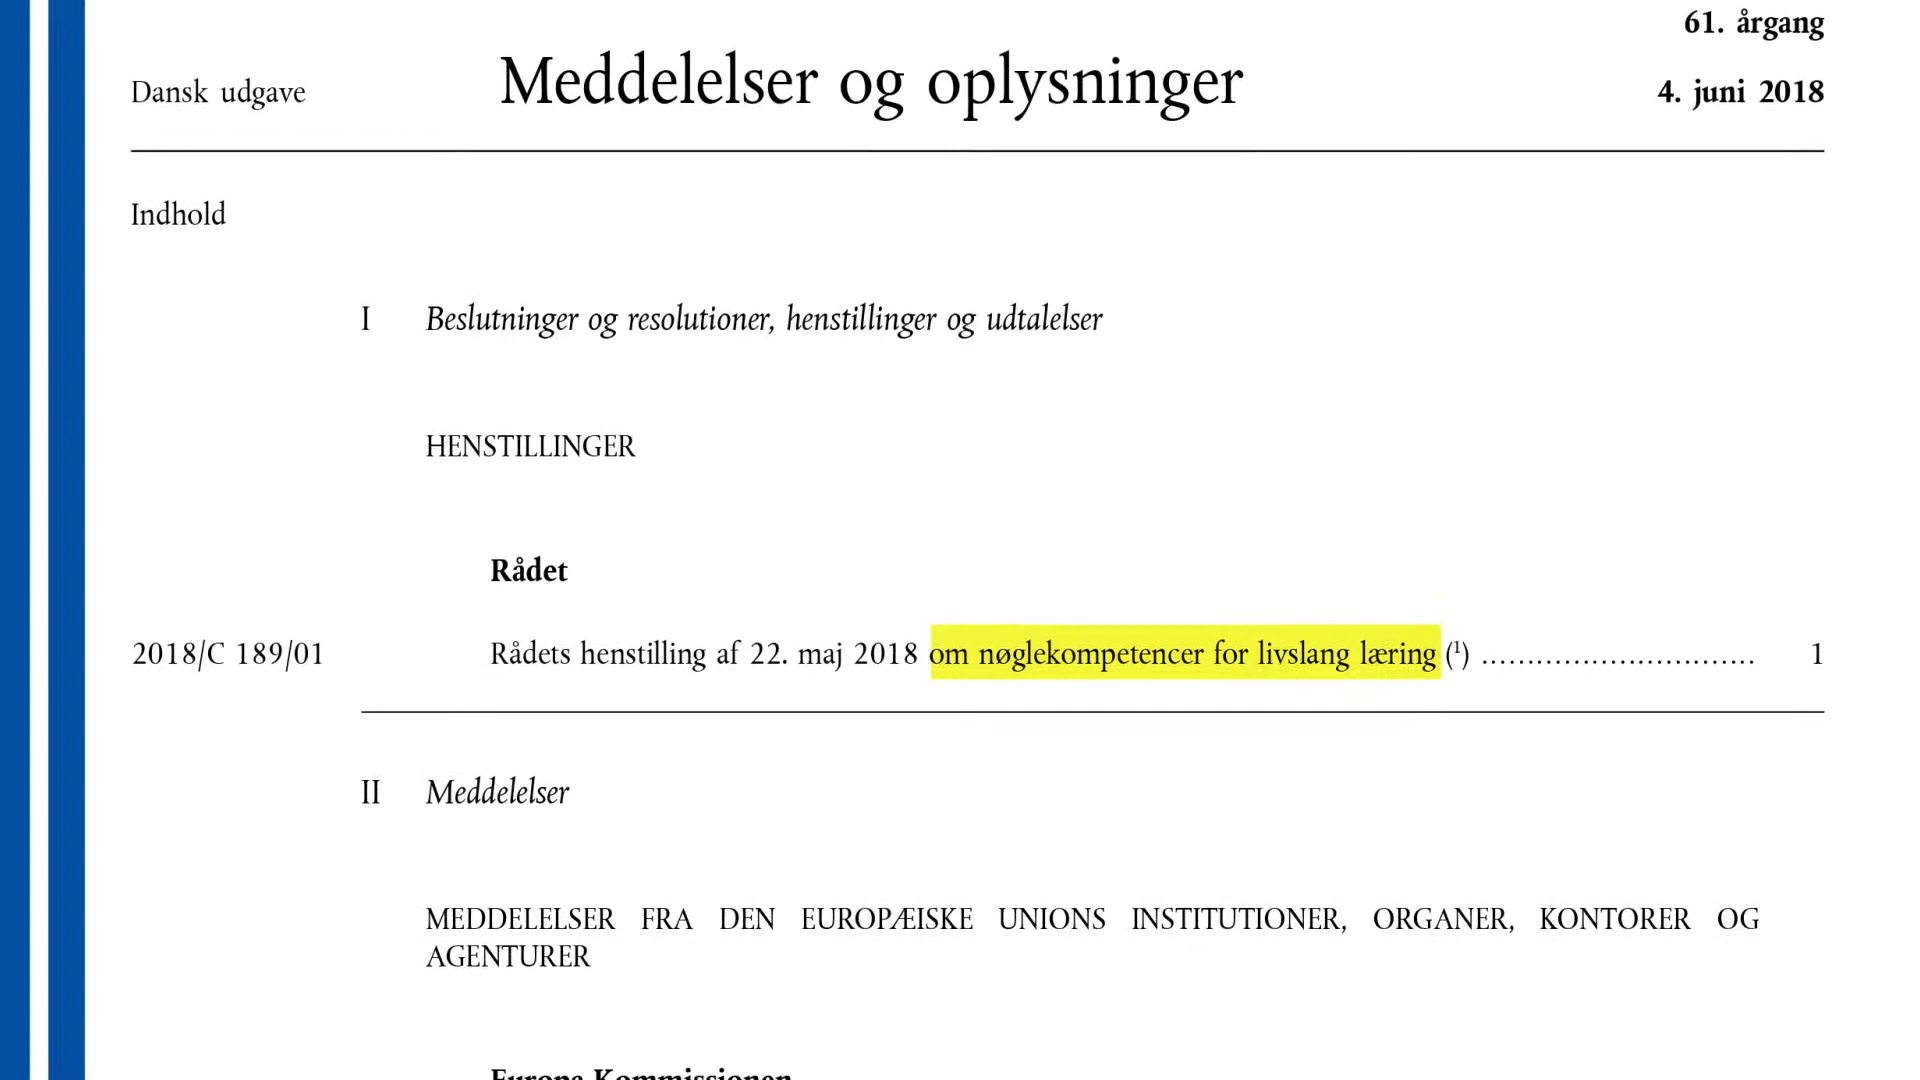 61. årgang
Dansk udgave Meddelelser og oplysninger 4. juni 2018
Indhold
I Beslutninger og resolutioner, henstillinger og udtalelser
HENSTILLINGER
Rådet
2018/C 189/01 Rådets henstilling af 22. maj 2018 om nøglekompetencer for livslang læring (¹) .............................. 1
II Meddelelser
MEDDELELSER FRA DEN EUROPÆISKE UNIONS INSTITUTIONER, ORGANER, KONTORER OG
AGENTURER
Europa-Kommissionen